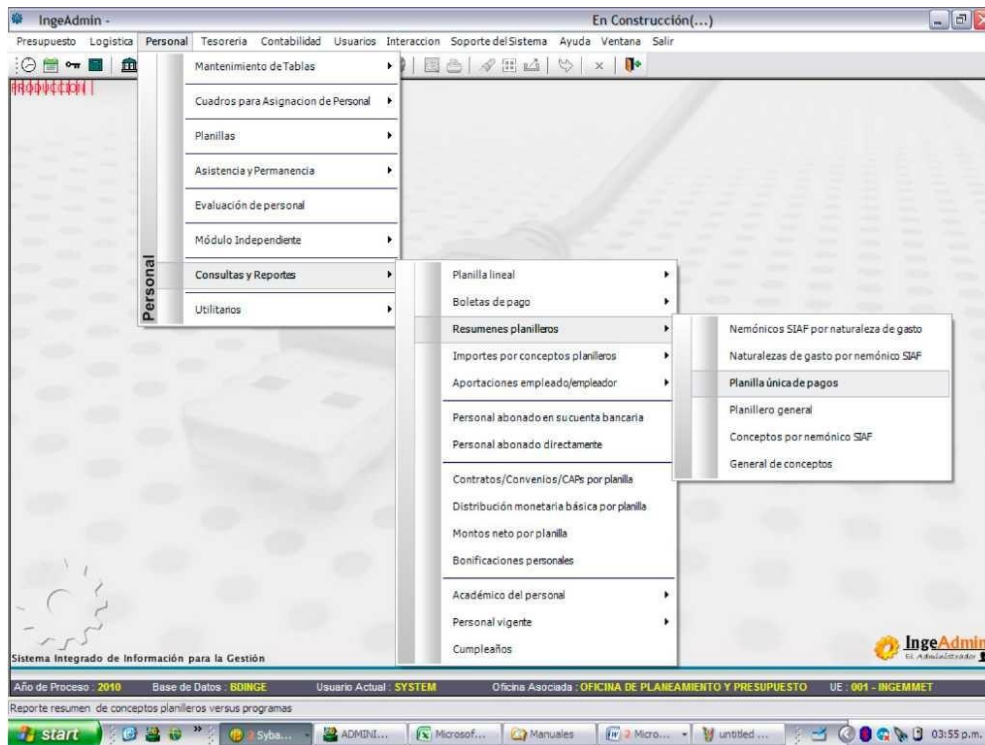 IngeAdmin -
En Construcción(...)
Presupuesto Logistica Personal Tesoreria Contabilidad Usuarios Interaccion Soporte del Sistema Ayuda Ventana Salir
PRODUCCION
Personal
Mantenimiento de Tablas
Cuadros para Asignacion de Personal
Planillas
Asistencia y Permanencia
Evaluación de personal
Módulo Independiente
Consultas y Reportes
Utilitarios
Planilla lineal
Boletas de pago
Resumenes planilleros
Importes por conceptos planilleros
Aportaciones empleado/empleador
Personal abonado en su cuenta bancaria
Personal abonado directamente
Contratos/Convenios/CAPs por planilla
Distribución monetaria básica por planilla
Montos neto por planilla
Bonificaciones personales
Académico del personal
Personal vigente
Cumpleaños
Nemónicos SIAF por naturaleza de gasto
Naturalezas de gasto por nemónico SIAF
Planilla única de pagos
Planillero general
Conceptos por nemónico SIAF
General de conceptos
Sistema Integrado de Información para la Gestión
IngeAdmin
El Administrador
Año de Proceso : 2010 Base de Datos : BDINGE Usuario Actual : SYSTEM Oficina Asociada : OFICINA DE PLANEAMIENTO Y PRESUPUESTO UE : 001 - INGEMMET
Reporte resumen de conceptos planilleros versus programas
start » 2 Syba... ADMINI... Microsof... Manuales 2 Micro... untitled ... 03:55 p.m.